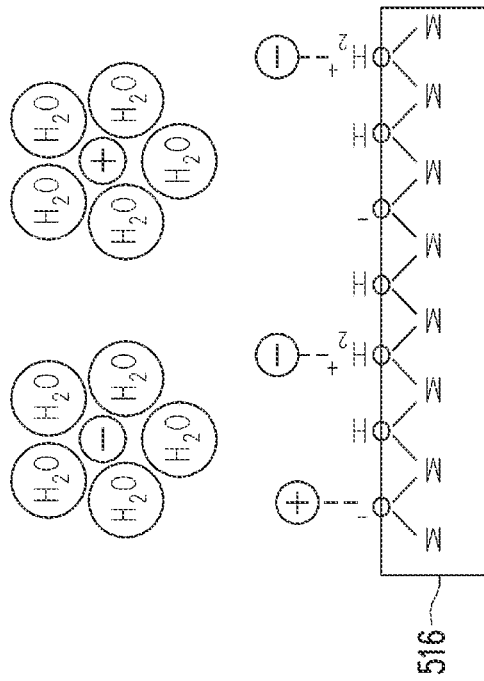 H₂O H₂O H₂O H₂O
− +
H₂O H₂O H₂O H₂O
H₂O H₂O
+ − −
− H H₂⁺ H − H H₂⁺
O O O O O O O
M M M M M M M M
516